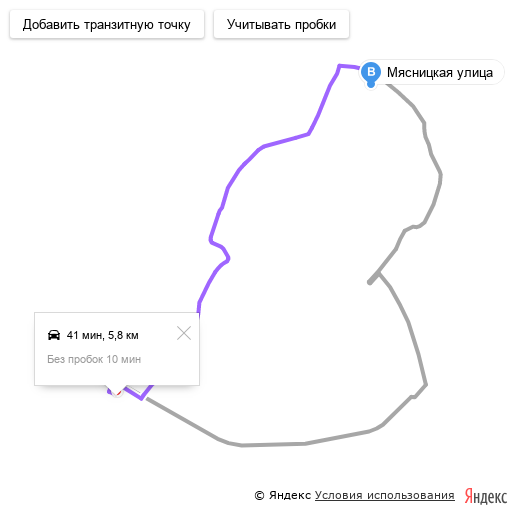 Добавить транзитную точку
Учитывать пробки
В
Мясницкая улица
41 мин, 5,8 км
Без пробок 10 мин
© Яндекс Условия использования
Яндекс